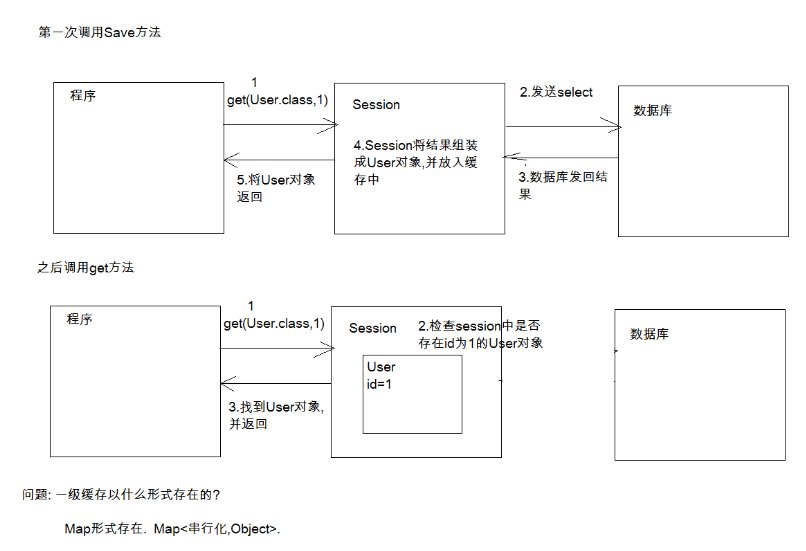 第一次调用Save方法
程序
1
get(User.class,1)
5.将User对象
返回
Session
4.Session将结果组装
成User对象,并放入缓
存中
2.发送select
3.数据库发回结
果
数据库
之后调用get方法
程序
1
get(User.class,1)
3.找到User对象,
并返回
Session
2.检查session中是否
存在id为1的User对象
User
id=1
数据库
问题: 一级缓存以什么形式存在的?
Map形式存在. Map<串行化,Object>.